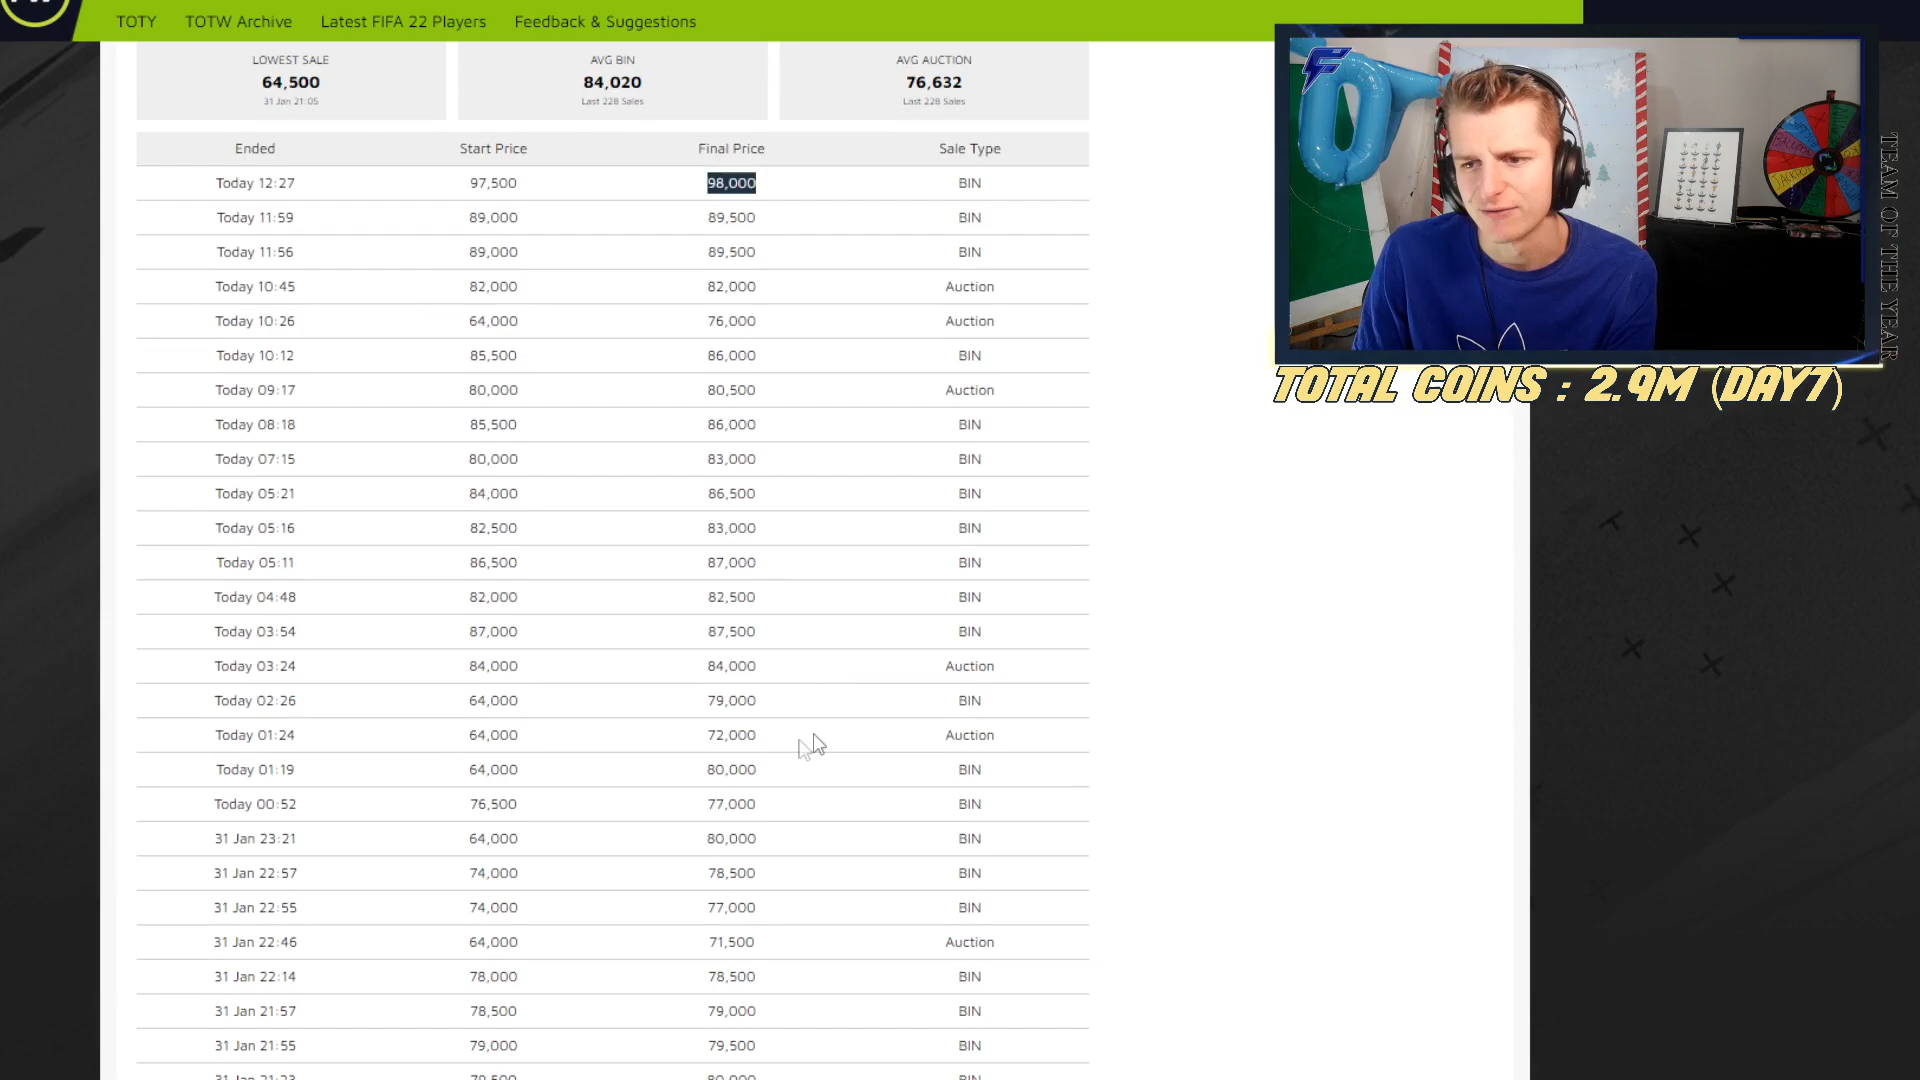 TOTY TOTW Archive Latest FIFA 22 Players Feedback & Suggestions
LOWEST SALE AVG BIN AVG AUCTION
64,500 84,020 76,632
31 Jan 21:05 Last 228 Sales Last 228 Sales
Ended Start Price Final Price Sale Type
Today 12:27 97,500 98,000 BIN
Today 11:59 89,000 89,500 BIN
Today 11:56 89,000 89,500 BIN
Today 10:45 82,000 82,000 Auction
Today 10:26 64,000 76,000 Auction
Today 10:12 85,500 86,000 BIN
Today 09:17 80,000 80,500 Auction
Today 08:18 85,500 86,000 BIN
Today 07:15 80,000 83,000 BIN
Today 05:21 84,000 86,500 BIN
Today 05:16 82,500 83,000 BIN
Today 05:11 86,500 87,000 BIN
Today 04:48 82,000 82,500 BIN
Today 03:54 87,000 87,500 BIN
Today 03:24 84,000 84,000 Auction
Today 02:26 64,000 79,000 BIN
Today 01:24 64,000 72,000 Auction
Today 01:19 64,000 80,000 BIN
Today 00:52 76,500 77,000 BIN
31 Jan 23:21 64,000 80,000 BIN
31 Jan 22:57 74,000 78,500 BIN
31 Jan 22:55 74,000 77,000 BIN
31 Jan 22:46 64,000 71,500 Auction
31 Jan 22:14 78,000 78,500 BIN
31 Jan 21:57 78,500 79,000 BIN
31 Jan 21:55 79,000 79,500 BIN
TEAM OF THE YEAR
TOTAL COINS : 2.9M (DAY7)